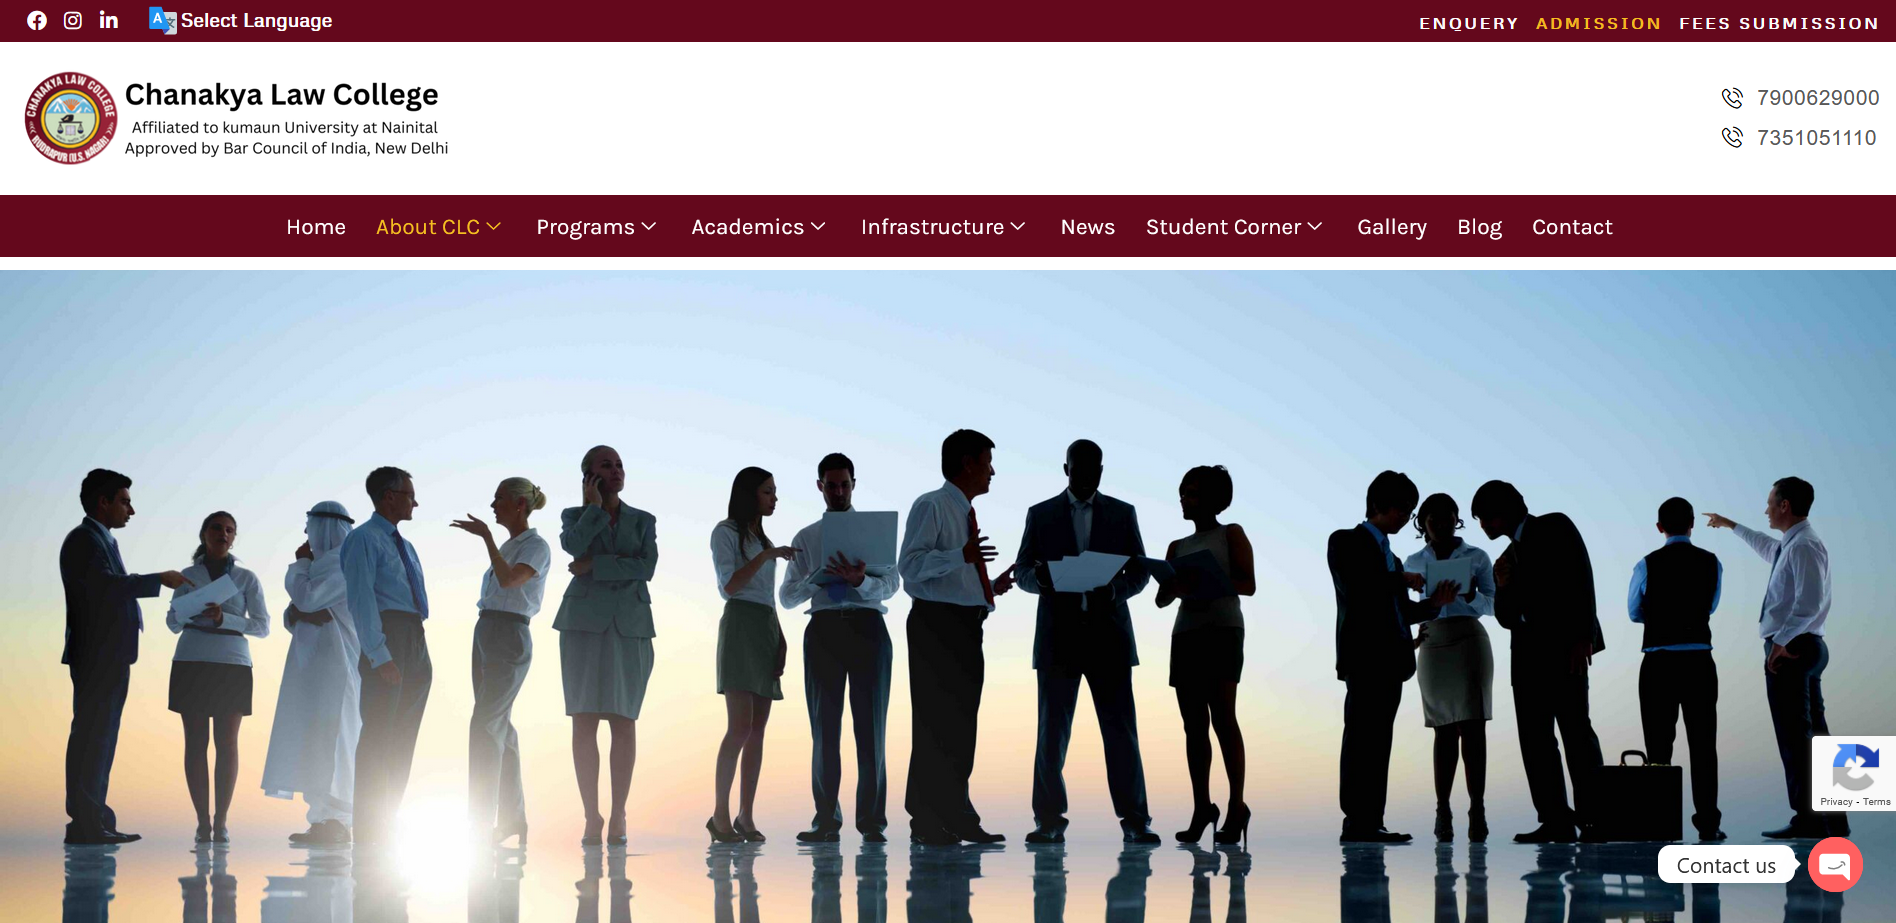 Select Language
ENQUERY ADMISSION FEES SUBMISSION
CHANAKYA LAW COLLEGE
RUDRAPUR (U.S. NAGAR)
Chanakya Law College
Affiliated to kumaun University at Nainital
Approved by Bar Council of India, New Delhi
7900629000
7351051110
Home About CLC Programs Academics Infrastructure News Student Corner Gallery Blog Contact
Privacy - Terms
Contact us